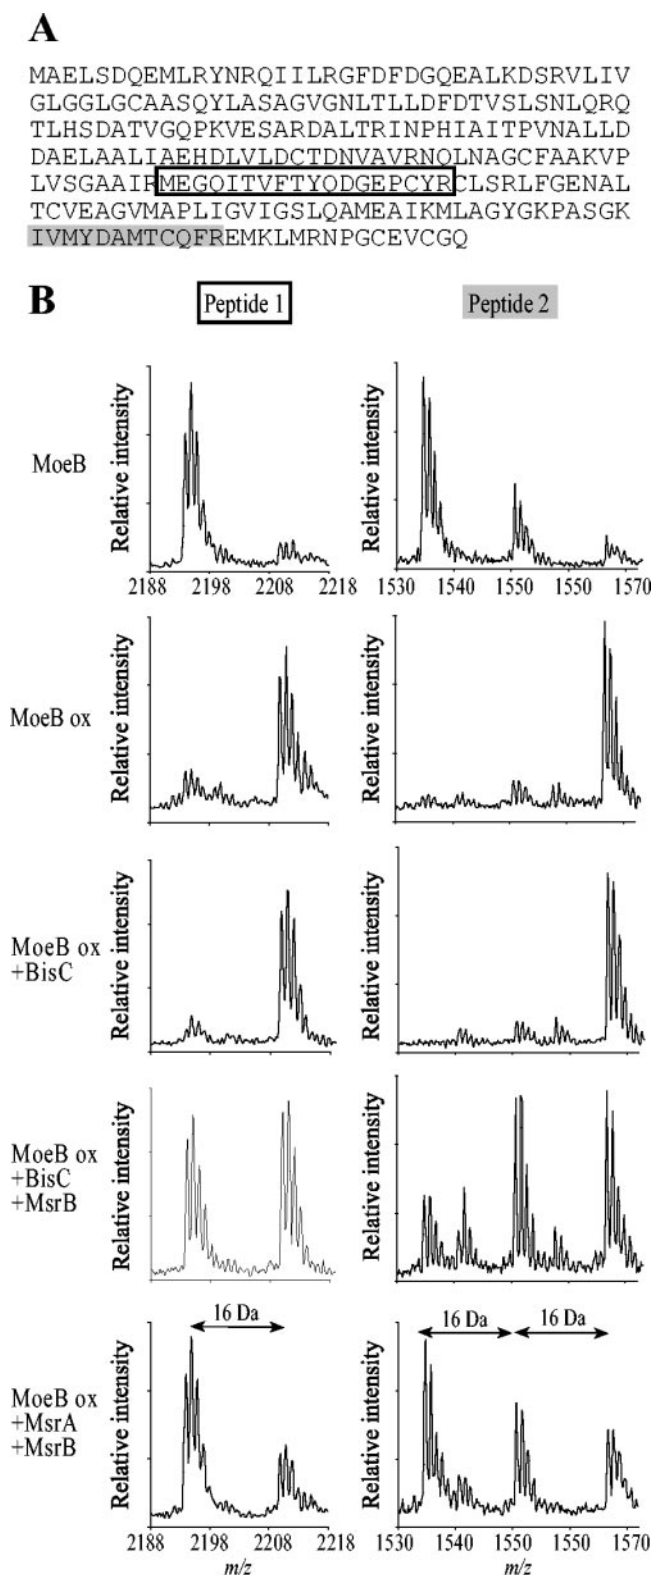 A
MAELSDQEMLRYNRQIILRGFDFDGQEALKDSRVLIV
GLGGLGCAASQYLASAGVGNLTLLDFDTVSLSNLQRQ
TLHSDATVGQPKVESARDALTRINPHIAITPVNALLD
DAELAALIAEHDLVLDCTDNVAVRNQLNAGCFAAKVP
LVSGAAIRMEGQITVFTYQDGEPCYRCLSRLFGENAL
TCVEAGVMAPLIGVIGSLQAMEAIKMLAGYGKPASGK
IVMYDAMTCQFREMKLMRNPGCEVCGQ
B
Peptide 1
Peptide 2
MoeB
Relative intensity
2188 2198 2208 2218
Relative intensity
1530 1540 1550 1560 1570
MoeB ox
Relative intensity
Relative intensity
MoeB ox
+BisC
Relative intensity
Relative intensity
MoeB ox
+BisC
+MsrB
Relative intensity
Relative intensity
MoeB ox
+MsrA
+MsrB
Relative intensity
16 Da
2188 2198 2208 2218
m/z
Relative intensity
16 Da 16 Da
1530 1540 1550 1560 1570
m/z